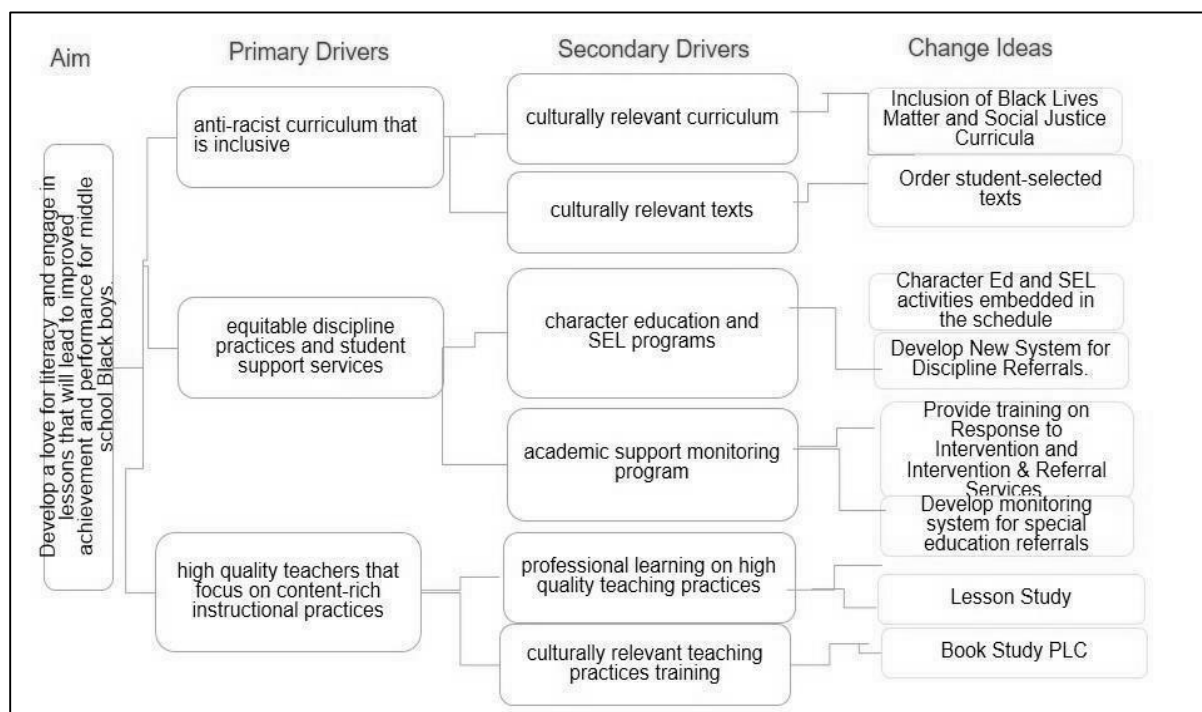 Aim
Primary Drivers
Secondary Drivers
Change Ideas
Develop a love for literacy and engage in
lessons that will lead to improved
achievement and performance for middle
school Black boys.
anti-racist curriculum that
is inclusive
culturally relevant curriculum
Inclusion of Black Lives
Matter and Social Justice
Curricula
culturally relevant texts
Order student-selected
texts
equitable discipline
practices and student
support services
character education and
SEL programs
Character Ed and SEL
activities embedded in
the schedule
Develop New System for
Discipline Referrals.
academic support monitoring
program
Provide training on
Response to
Intervention and
Intervention & Referral
Services
Develop monitoring
system for special
education referrals
high quality teachers that
focus on content-rich
instructional practices
professional learning on high
quality teaching practices
Lesson Study
culturally relevant teaching
practices training
Book Study PLC